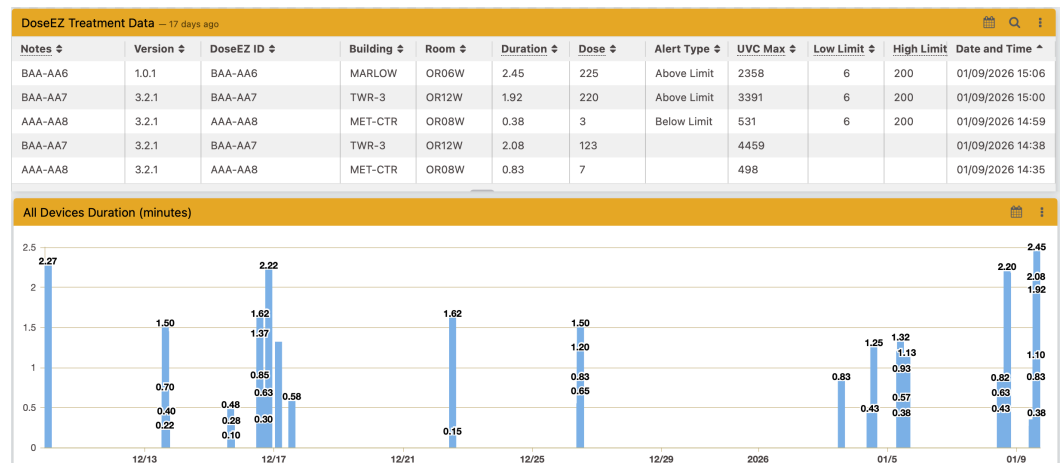 DoseEZ Treatment Data — 17 days ago
Notes Version DoseEZ ID Building Room Duration Dose Alert Type UVC Max Low Limit High Limit Date and Time
BAA-AA6 1.0.1 BAA-AA6 MARLOW OR06W 2.45 225 Above Limit 2358 6 200 01/09/2026 15:06
BAA-AA7 3.2.1 BAA-AA7 TWR-3 OR12W 1.92 220 Above Limit 3391 6 200 01/09/2026 15:00
AAA-AA8 3.2.1 AAA-AA8 MET-CTR OR08W 0.38 3 Below Limit 531 6 200 01/09/2026 14:59
BAA-AA7 3.2.1 BAA-AA7 TWR-3 OR12W 2.08 123 4459 01/09/2026 14:38
AAA-AA8 3.2.1 AAA-AA8 MET-CTR OR08W 0.83 7 498 01/09/2026 14:35
All Devices Duration (minutes)
2.5 2.45
2.27 2.22 2.20
2.08
2 1.92
1.62 1.62
1.5 1.50 1.50
1.37 1.32
1.25
1.20 1.13 1.10
1
0.85 0.83 0.83 0.93 0.82 0.83
0.70 0.63 0.65 0.63
0.58 0.57
0.5 0.48
0.40 0.43 0.38 0.43 0.38
0.22 0.28 0.30
0.10 0.15
0
12/13 12/17 12/21 12/25 12/29 2026 01/5 01/9